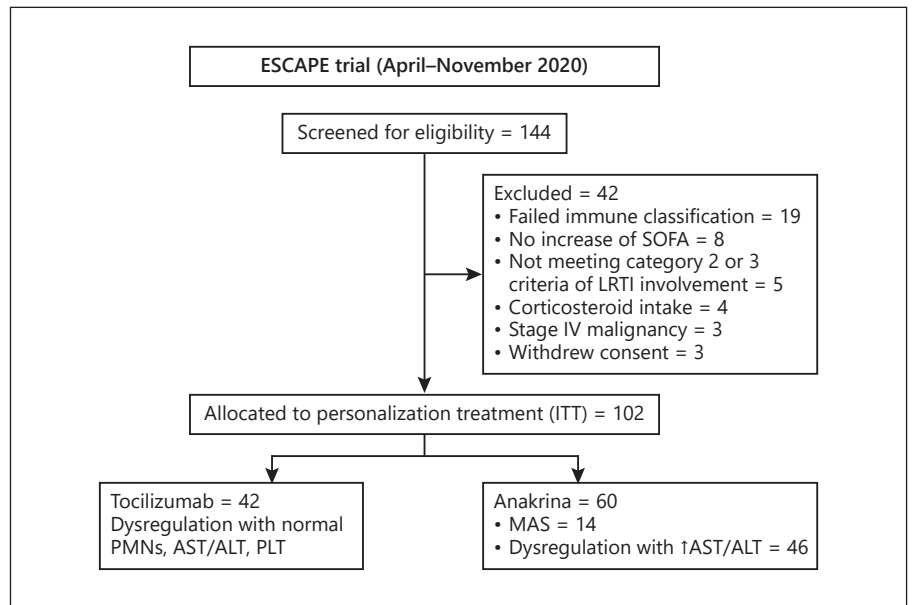 ESCAPE trial (April–November 2020)
Screened for eligibility = 144
Excluded = 42
• Failed immune classification = 19
• No increase of SOFA = 8
• Not meeting category 2 or 3
criteria of LRTI involvement = 5
• Corticosteroid intake = 4
• Stage IV malignancy = 3
• Withdrew consent = 3
Allocated to personalization treatment (ITT) = 102
Tocilizumab = 42
Dysregulation with normal
PMNs, AST/ALT, PLT
Anakrina = 60
• MAS = 14
• Dysregulation with ↑AST/ALT = 46